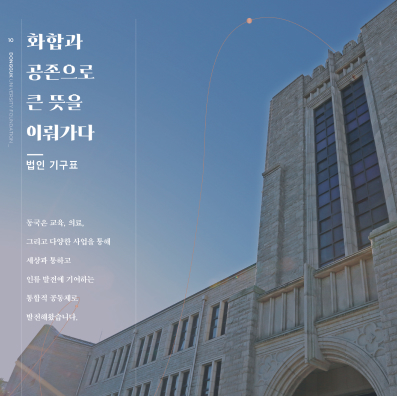 화합과
공존으로
큰 뜻을
이뤄가다
법인 기구표
동국은 교육, 의료,
그리고 다양한 사업을 통해
세상과 통하고
인류 발전에 기여하는
통합적 공동체로
발전해왔습니다.
DONGGUK UNIVERSITY FOUNDATION